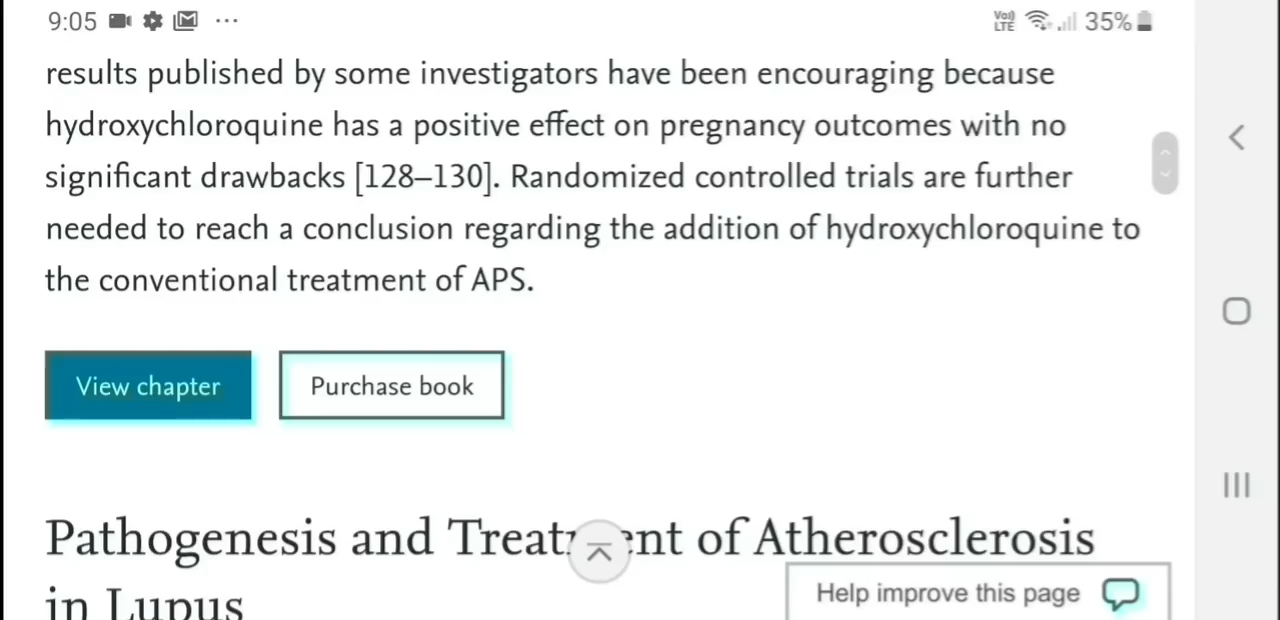 9:05 ...
Vo)) LTE 35%
results published by some investigators have been encouraging because
hydroxychloroquine has a positive effect on pregnancy outcomes with no
significant drawbacks [128–130]. Randomized controlled trials are further
needed to reach a conclusion regarding the addition of hydroxychloroquine to
the conventional treatment of APS.
View chapter Purchase book
Pathogenesis and Treatment of Atherosclerosis
in Lupus
Help improve this page